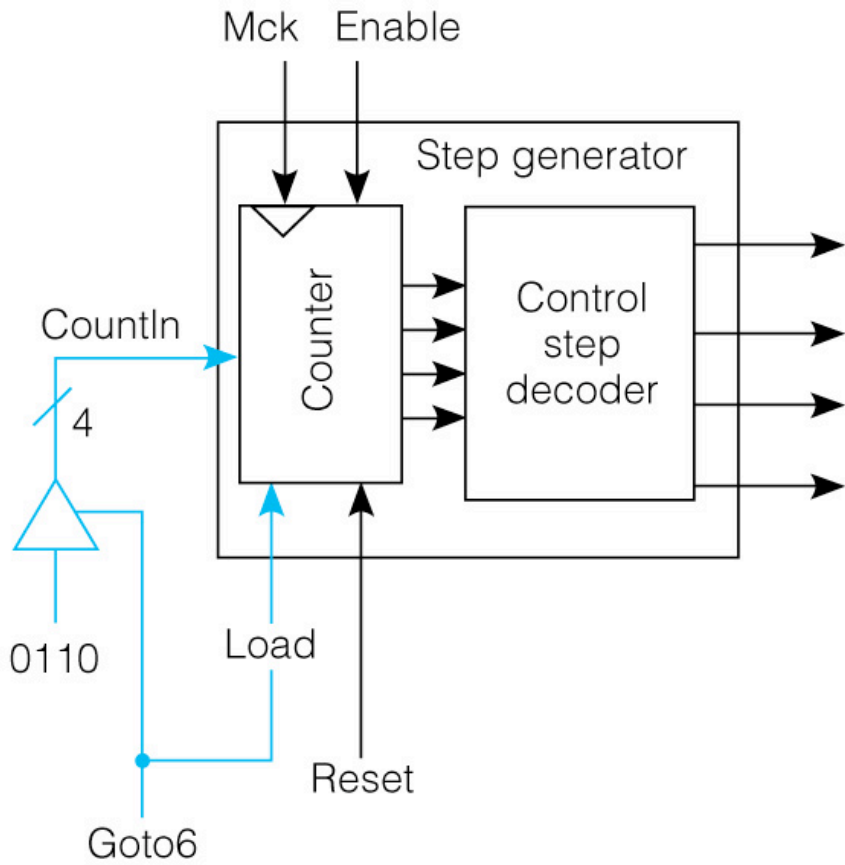 Mck Enable
Step generator
Counter
Control
step
decoder
CountIn
4
0110
Load
Reset
Goto6